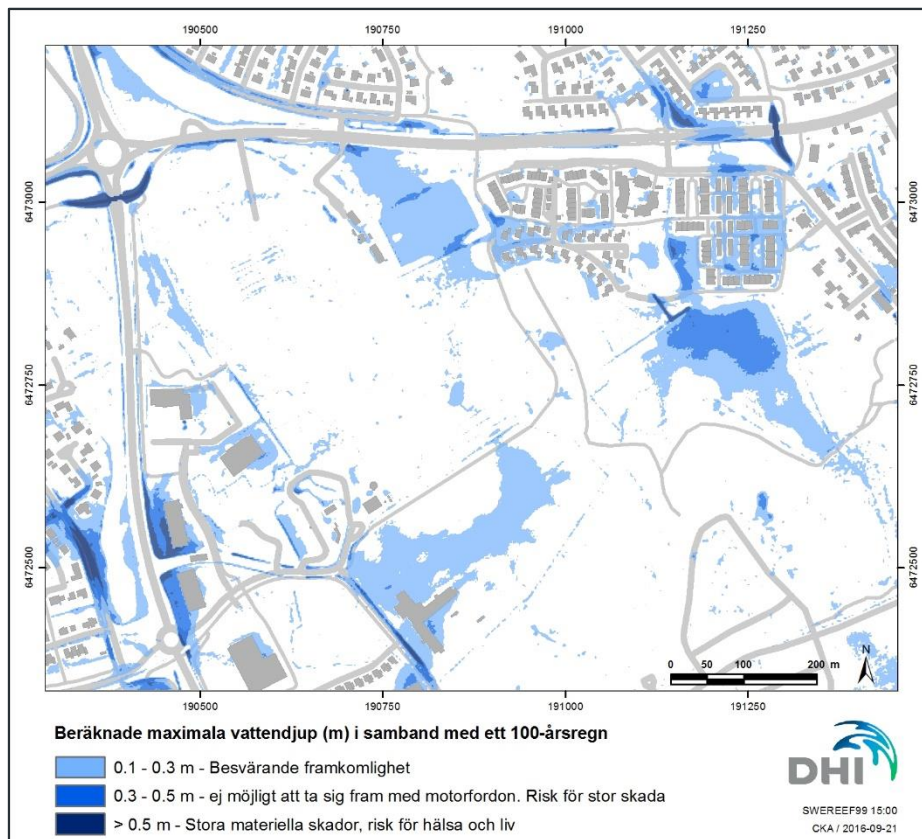 190500 190750 191000 191250
6473000 6473000
6472750 6472750
6472500 6472500
0 50 100 200 m
N
190500 190750 191000 191250
Beräknade maximala vattendjup (m) i samband med ett 100-årsregn
0.1 - 0.3 m - Besvärande framkomlighet
0.3 - 0.5 m - ej möjligt att ta sig fram med motorfordon. Risk för stor skada
> 0.5 m - Stora materiella skador, risk för hälsa och liv
DHI
SWEREEF99 15:00
CKA / 2016-09-21